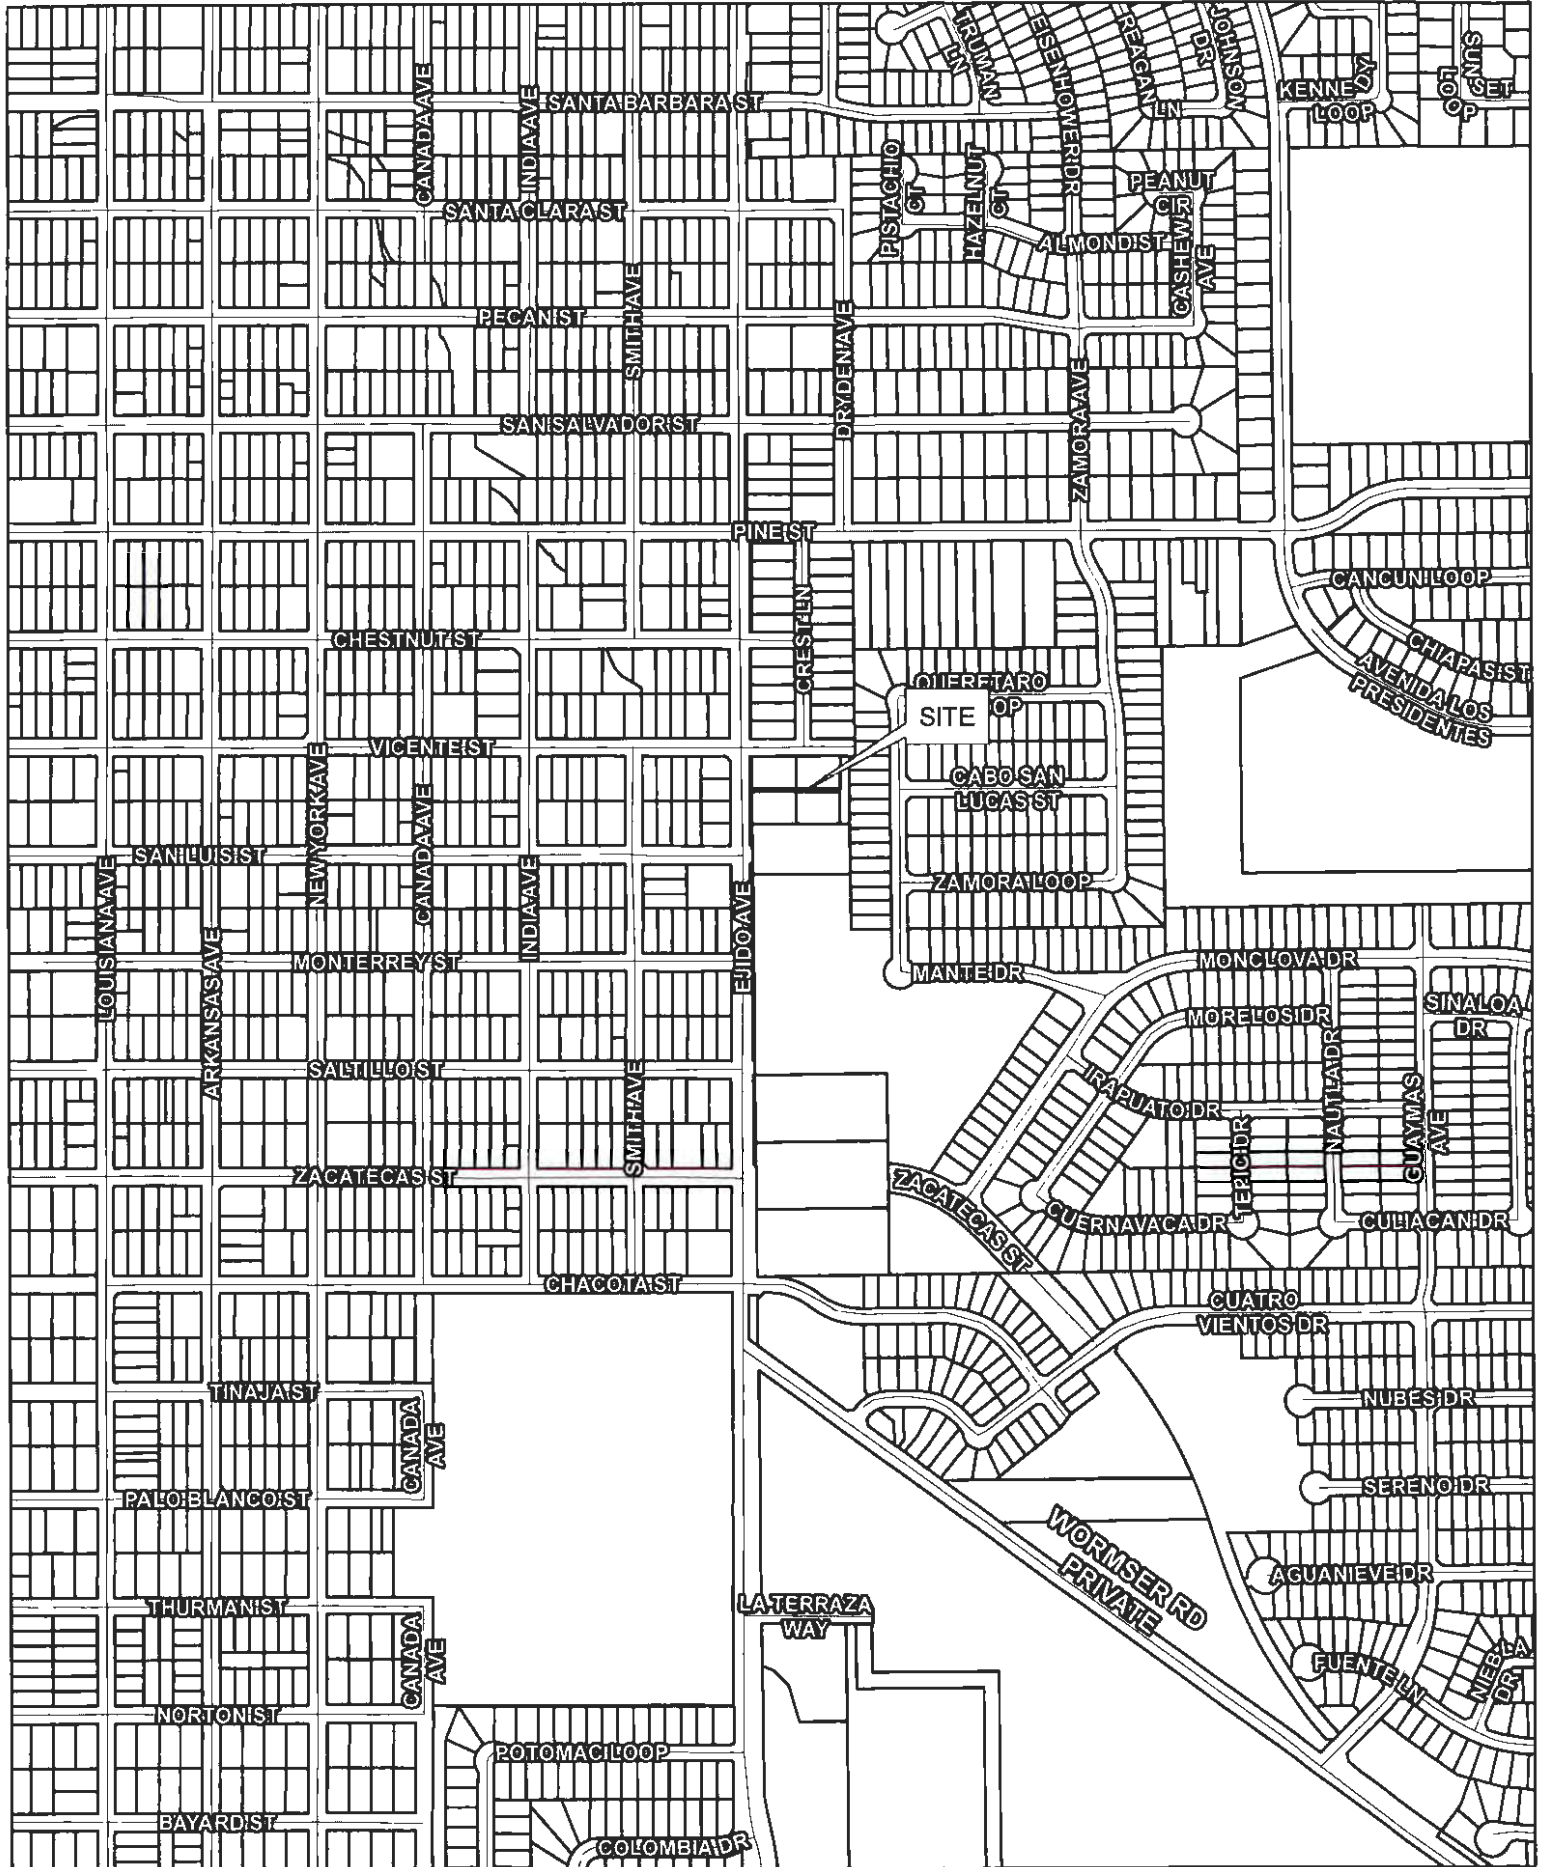 TRUMAN
LN
EISENHOWER DR
REAGAN
LN
JOHNSON
DR
KENNEDY
LOOP
SUN
SET
LOOP
CANADA AVE
INDIA AVE
SANTA BARBARA ST
PISTACHIO
CT
HAZELNUT
CT
PEANUT
CIR
SANTA CLARA ST
ALMOND ST
CASHEW
AVE
SMITH AVE
PECAN ST
DRYDEN AVE
ZAMORA AVE
SAN SALVADOR ST
PINE ST
CANCUN LOOP
CREST LN
CHESTNUT ST
CHIAPAS ST
AVENIDA LOS
PRESIDENTES
QUERETARO
OP
SITE
VICENTE ST
NEW YORK AVE
CANADA AVE
CABO SAN
LUCAS ST
SAN LUIS ST
LOUISIANA AVE
INDIA AVE
EJIDO AVE
ZAMORA LOOP
ARKANSAS AVE
MONTERREY ST
MANTE DR
MONCLOVA DR
MORELOS DR
SINALOA
DR
NAUTLA DR
SALTILLO ST
SMITH AVE
IRAPUATO DR
GUAYMAS
AVE
TEPIC DR
ZACATECAS ST
ZACATECAS ST
CUERNAVACA DR
CULIACAN DR
CHACOTA ST
CUATRO
VIENTOS DR
TINAJA ST
CANADA
AVE
NUBES DR
PALO BLANCO ST
SERENO DR
WORMSER RD
PRIVATE
AGUANIEVE DR
THURMAN ST
LA TERRAZA
WAY
CANADA
AVE
FUENTE LN
NEBLA
DR
NORTON ST
POTOMAC LOOP
BAYARD ST
COLOMBIA DR